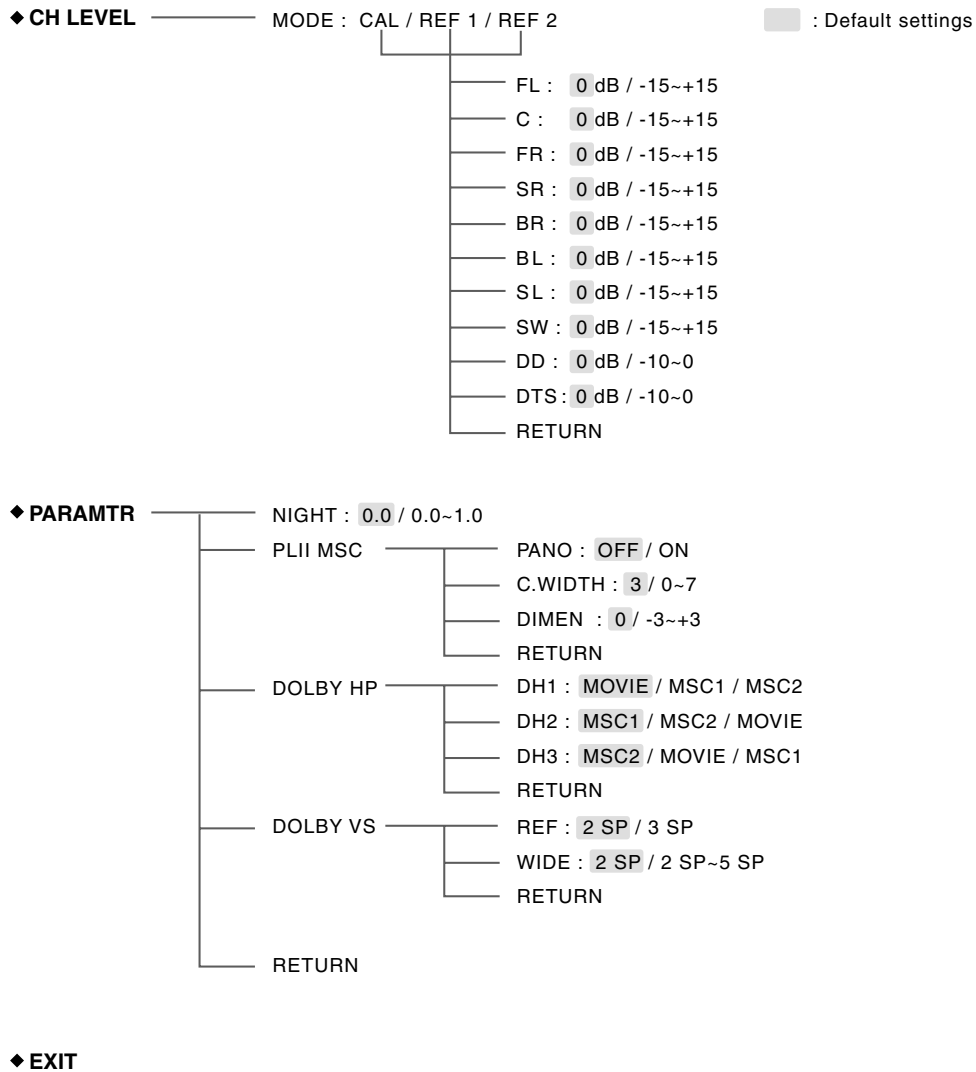 ◆ CH LEVEL MODE : CAL / REF 1 / REF 2 : Default settings
FL : 0 dB / -15~+15
C : 0 dB / -15~+15
FR : 0 dB / -15~+15
SR : 0 dB / -15~+15
BR : 0 dB / -15~+15
BL : 0 dB / -15~+15
SL : 0 dB / -15~+15
SW : 0 dB / -15~+15
DD : 0 dB / -10~0
DTS : 0 dB / -10~0
RETURN
◆ PARAMTR NIGHT : 0.0 / 0.0~1.0
PLII MSC PANO : OFF / ON
C.WIDTH : 3 / 0~7
DIMEN : 0 / -3~+3
RETURN
DOLBY HP DH1 : MOVIE / MSC1 / MSC2
DH2 : MSC1 / MSC2 / MOVIE
DH3 : MSC2 / MOVIE / MSC1
RETURN
DOLBY VS REF : 2 SP / 3 SP
WIDE : 2 SP / 2 SP~5 SP
RETURN
RETURN
◆ EXIT